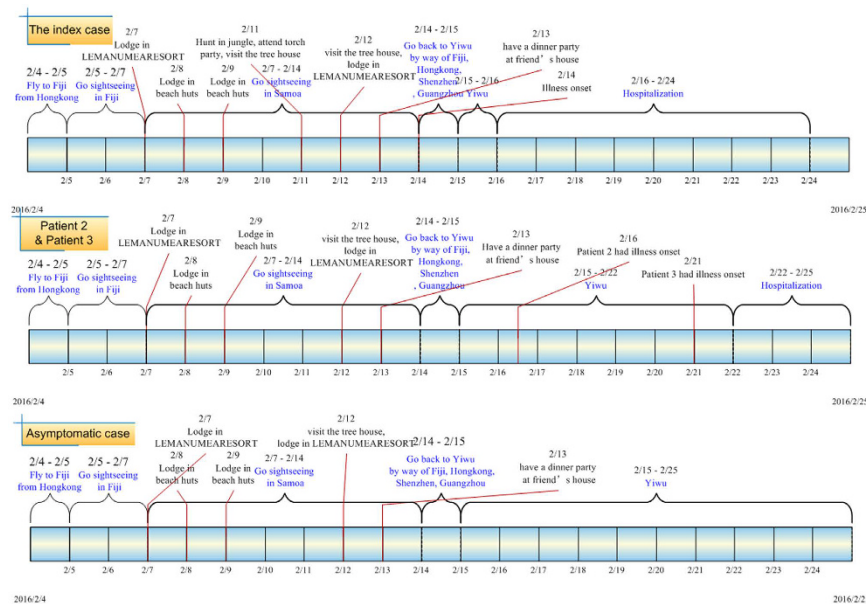 The index case
2/4 - 2/5
Fly to Fiji
from Hongkong
2/5 - 2/7
Go sightseeing
in Fiji
2/7
Lodge in
LEMANUMEARESORT
2/8
Lodge in
beach huts
2/9
Lodge in
beach huts
2/11
Hunt in jungle, attend torch
party, visit the tree house
2/7 - 2/14
Go sightseeing
in Samoa
2/12
visit the tree house,
lodge in
LEMANUMEARESORT
2/14 - 2/15
Go back to Yiwu
by way of Fiji,
Hongkong,
Shenzhen
, Guangzhou
2/13
have a dinner party
at friend's house
2/14
Illness onset
2/15 - 2/16
Yiwu
2/16 - 2/24
Hospitalization
2/5 2/6 2/7 2/8 2/9 2/10 2/11 2/12 2/13 2/14 2/15 2/16 2/17 2/18 2/19 2/20 2/21 2/22 2/23 2/24
2016/2/4 2016/2/25
Patient 2
& Patient 3
2/4 - 2/5
Fly to Fiji
from Hongkong
2/5 - 2/7
Go sightseeing
in Fiji
2/7
Lodge in
LEMANUMEARESORT
2/8
Lodge in
beach huts
2/9
Lodge in
beach huts
2/7 - 2/14
Go sightseeing
in Samoa
2/12
visit the tree house,
lodge in
LEMANUMEARESORT
2/14 - 2/15
Go back to Yiwu
by way of Fiji,
Hongkong,
Shenzhen
, Guangzhou
2/13
Have a dinner party
at friend's house
2/16
Patient 2 had illness onset
2/15 - 2/22
Yiwu
2/21
Patient 3 had illness onset
2/22 - 2/25
Hospitalization
2/5 2/6 2/7 2/8 2/9 2/10 2/11 2/12 2/13 2/14 2/15 2/16 2/17 2/18 2/19 2/20 2/21 2/22 2/23 2/24
2016/2/4 2016/2/25
Asymptomatic case
2/4 - 2/5
Fly to Fiji
from Hongkong
2/5 - 2/7
Go sightseeing
in Fiji
2/7
Lodge in
LEMANUMEARESORT
2/8
Lodge in
beach huts
2/9
Lodge in
beach huts
2/7 - 2/14
Go sightseeing
in Samoa
2/12
visit the tree house,
lodge in LEMANUMEARESORT
2/14 - 2/15
Go back to Yiwu
by way of Fiji, Hongkong,
Shenzhen, Guangzhou
2/13
have a dinner party
at friend's house
2/15 - 2/25
Yiwu
2/5 2/6 2/7 2/8 2/9 2/10 2/11 2/12 2/13 2/14 2/15 2/16 2/17 2/18 2/19 2/20 2/21 2/22 2/23 2/24
2016/2/4